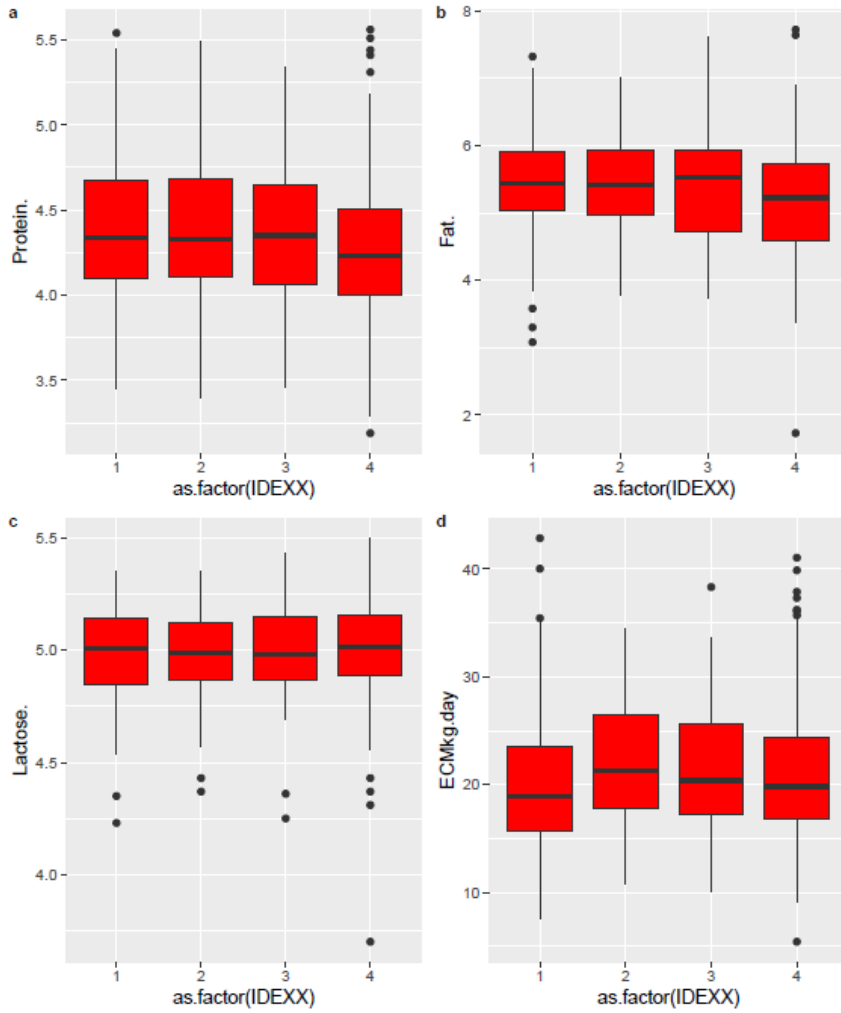 a
Protein.
5.5
5.0
4.5
4.0
3.5
1 2 3 4
as.factor(IDEXX)
b
Fat.
8
6
4
2
1 2 3 4
as.factor(IDEXX)
c
Lactose.
5.5
5.0
4.5
4.0
1 2 3 4
as.factor(IDEXX)
d
ECMkg.day
40
30
20
10
1 2 3 4
as.factor(IDEXX)